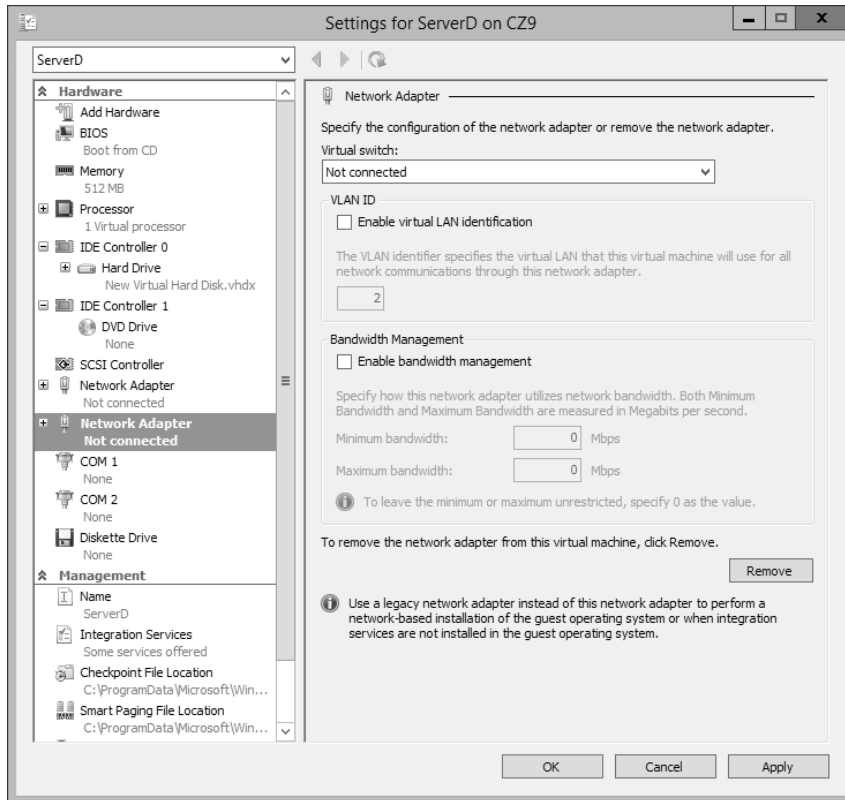 Settings for ServerD on CZ9
ServerD
Hardware
Add Hardware
BIOS
Boot from CD
Memory
512 MB
Processor
1 Virtual processor
IDE Controller 0
Hard Drive
New Virtual Hard Disk.vhdx
IDE Controller 1
DVD Drive
None
SCSI Controller
Network Adapter
Not connected
Network Adapter
Not connected
COM 1
None
COM 2
None
Diskette Drive
None
Management
Name
ServerD
Integration Services
Some services offered
Checkpoint File Location
C:\ProgramData\Microsoft\Win...
Smart Paging File Location
C:\ProgramData\Microsoft\Win...
Network Adapter
Specify the configuration of the network adapter or remove the network adapter.
Virtual switch:
Not connected
VLAN ID
Enable virtual LAN identification
The VLAN identifier specifies the virtual LAN that this virtual machine will use for all
network communications through this network adapter.
2
Bandwidth Management
Enable bandwidth management
Specify how this network adapter utilizes network bandwidth. Both Minimum
Bandwidth and Maximum Bandwidth are measured in Megabits per second.
Minimum bandwidth: 0 Mbps
Maximum bandwidth: 0 Mbps
To leave the minimum or maximum unrestricted, specify 0 as the value.
To remove the network adapter from this virtual machine, click Remove.
Remove
Use a legacy network adapter instead of this network adapter to perform a
network-based installation of the guest operating system or when integration
services are not installed in the guest operating system.
OK Cancel Apply